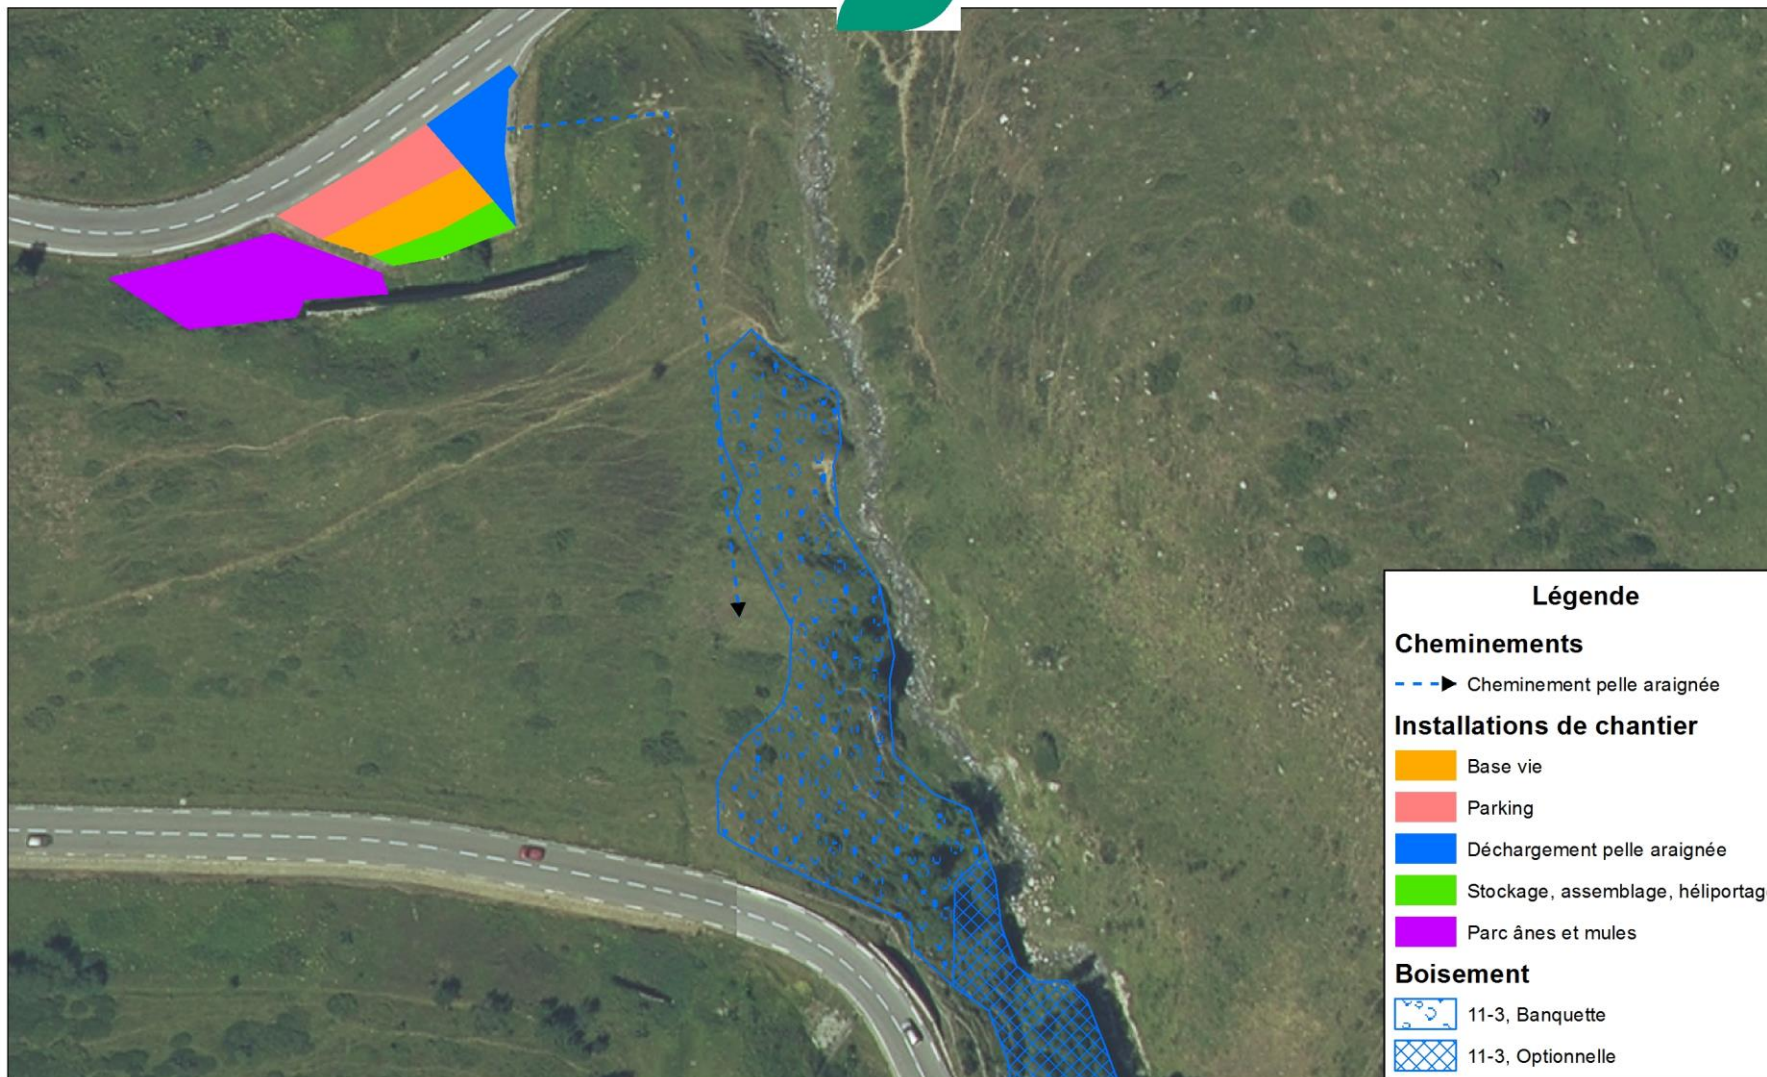 Légende
Cheminements
Cheminement pelle araignée
Installations de chantier
Base vie
Parking
Déchargement pelle araignée
Stockage, assemblage, héliportag
Parc ânes et mules
Boisement
11-3, Banquette
11-3, Optionnelle